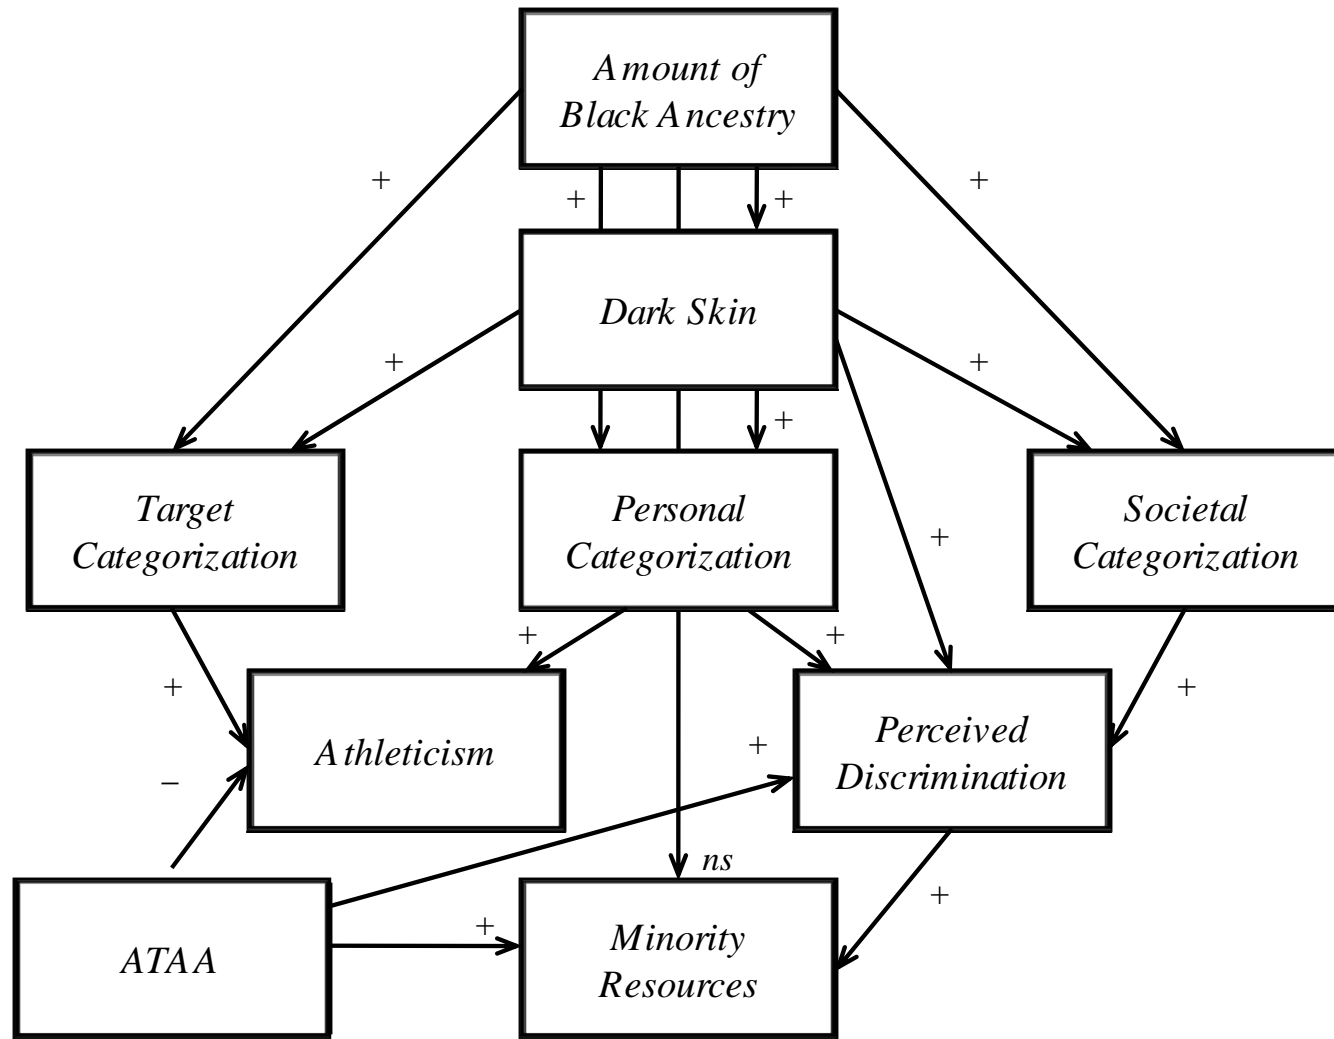 Amount of
Black Ancestry
+
+
+
+
Dark Skin
+
+
+
Target
Categorization
Personal
Categorization
Societal
Categorization
+
+
+
+
+
+
Athleticism
Perceived
Discrimination
−
ns
+
+
ATAA
Minority
Resources